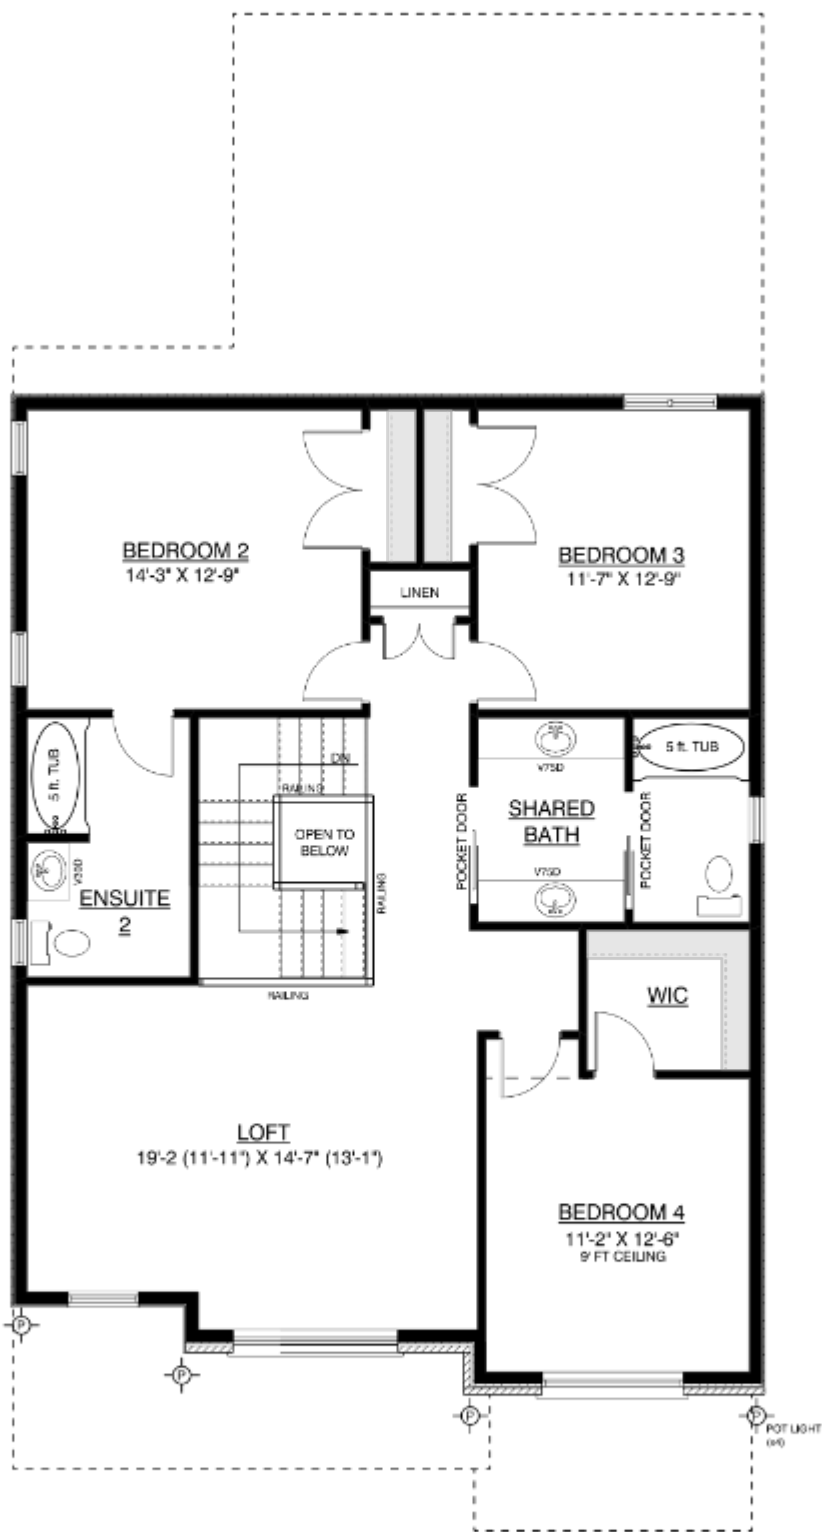 BEDROOM 2
14'-3" X 12'-9"
BEDROOM 3
11'-7" X 12'-9"
LINEN
5 ft. TUB
V30D
ENSUITE
2
DN
RAILING
OPEN TO
BELOW
RAILING
RAILING
POCKET DOOR
V75D
SHARED
BATH
V75D
POCKET DOOR
5 ft. TUB
WIC
LOFT
19'-2 (11'-11") X 14'-7" (13'-1")
BEDROOM 4
11'-2" X 12'-6"
9' FT CEILING
P
P
P
P
POT LIGHT
(x4)